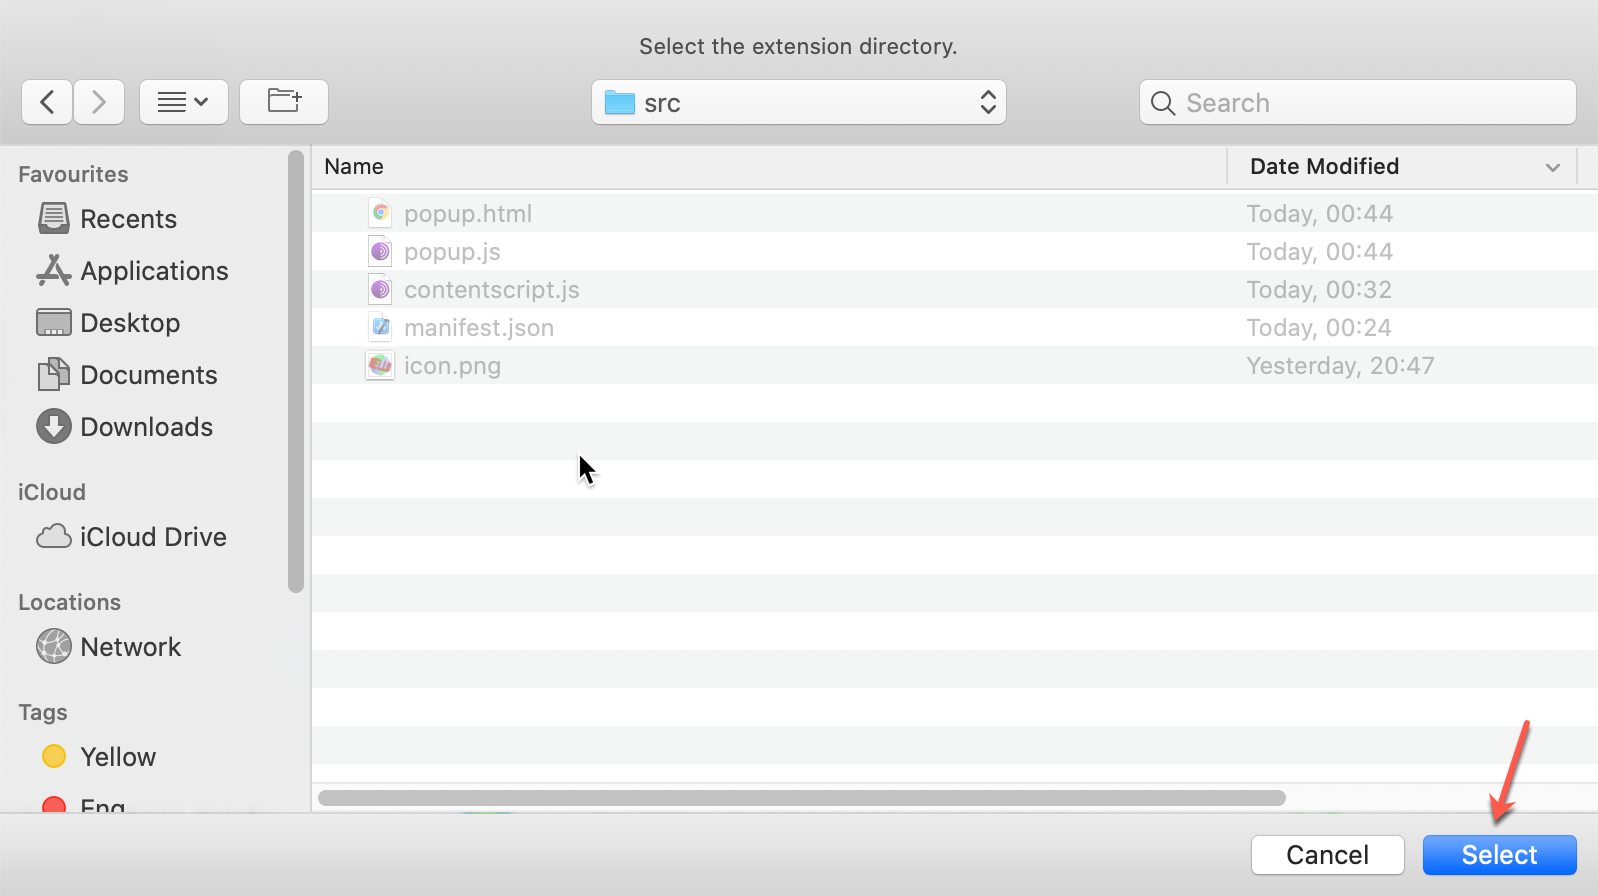 Select the extension directory.
src
Search
Favourites
Recents
Applications
Desktop
Documents
Downloads
iCloud
iCloud Drive
Locations
Network
Tags
Yellow
Eng
Name Date Modified
popup.html Today, 00:44
popup.js Today, 00:44
contentscript.js Today, 00:32
manifest.json Today, 00:24
icon.png Yesterday, 20:47
Cancel Select